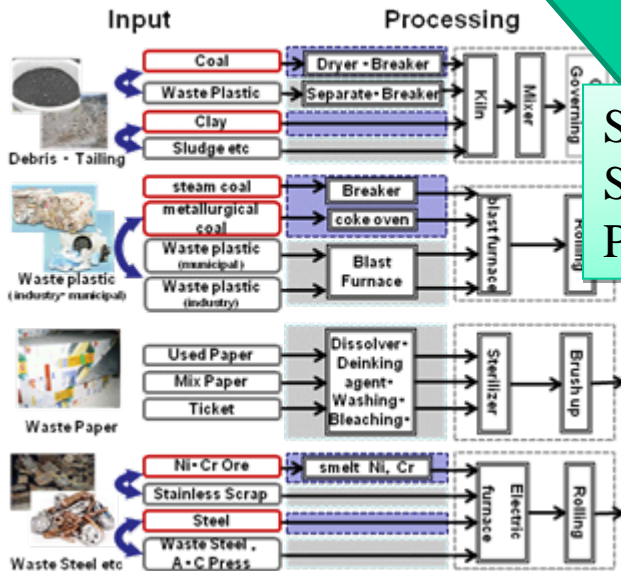 Input
Processing
Coal
Dryer・Breaker
Waste Plastic
Separate・Breaker
Clay
Sludge etc
Debris・Tailing
Kiln
Mixer
Governing
steam coal
Breaker
metallurgical
coal
coke oven
Waste plastic
(municipal)
Waste plastic
(industry)
Blast
Furnace
Waste plastic
(industry・municipal)
blast furnace
Rolling
Used Paper
Mix Paper
Ticket
Dissolver・
Deinking
agent・
Washing・
Bleaching・
Waste Paper
Sterilizer
Brush up
Ni・Cr Ore
smelt Ni, Cr
Stainless Scrap
Steel
Waste Steel・
A・C Press
Waste Steel etc
Electric
furnace
Rolling
S
S
P